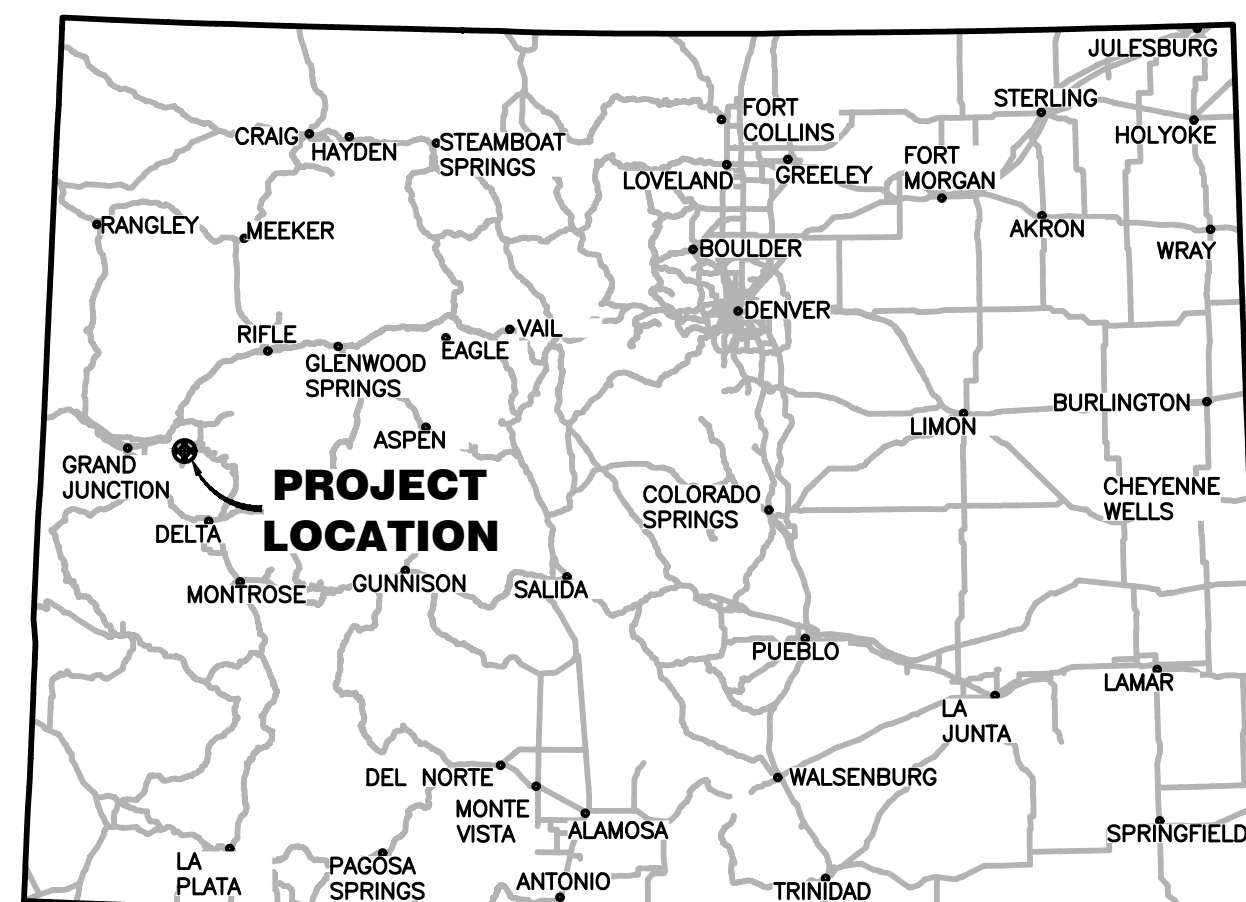 JULESBURG
STERLING
FORT
COLLINS
HOLYOKE
CRAIG
HAYDEN
STEAMBOAT
SPRINGS
FORT
MORGAN
LOVELAND
GREELEY
RANGLEY
MEEKER
AKRON
BOULDER
WRAY
DENVER
RIFLE
VAIL
EAGLE
GLENWOOD
SPRINGS
BURLINGTON
LIMON
ASPEN
GRAND
JUNCTION
PROJECT
LOCATION
COLORADO
SPRINGS
CHEYENNE
WELLS
DELTA
MONTROSE
GUNNISON
SALIDA
PUEBLO
LAMAR
LA
JUNTA
DEL NORTE
WALSENBURG
MONTE
VISTA
ALAMOSA
SPRINGFIELD
LA
PLATA
PAGOSA
SPRINGS
ANTONIO
TRINIDAD